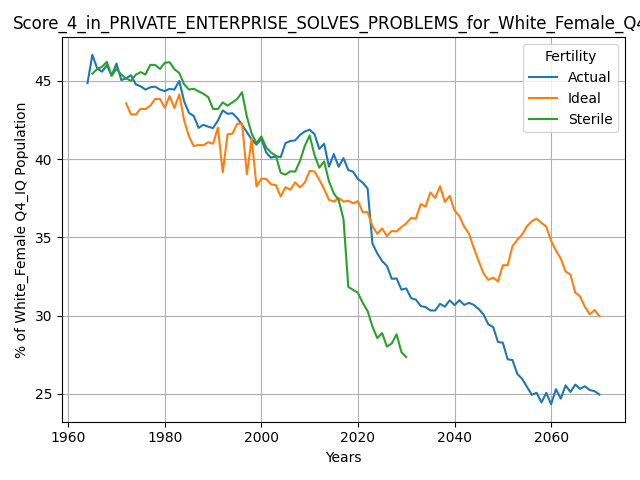 Score_4_in_PRIVATE_ENTERPRISE_SOLVES_PROBLEMS_for_White_Female_Q4
Fertility
Actual
Ideal
Sterile
% of White_Female Q4_IQ Population
45
40
35
30
25
1960 1980 2000 2020 2040 2060
Years